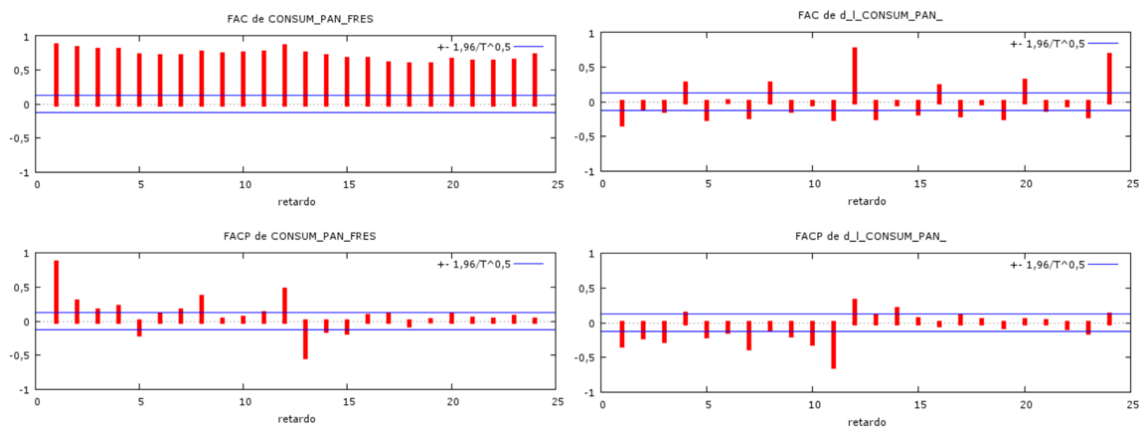 FAC de CONSUM_PAN_FRES
1
0,5
0
-0,5
-1
+- 1,96/T^0,5
0 5 10 15 20 25
retardo
FAC de d_l_CONSUM_PAN_
1
0,5
0
-0,5
-1
+- 1,96/T^0,5
0 5 10 15 20 25
retardo
FACP de CONSUM_PAN_FRES
1
0,5
0
-0,5
-1
+- 1,96/T^0,5
0 5 10 15 20 25
retardo
FACP de d_l_CONSUM_PAN_
1
0,5
0
-0,5
-1
+- 1,96/T^0,5
0 5 10 15 20 25
retardo